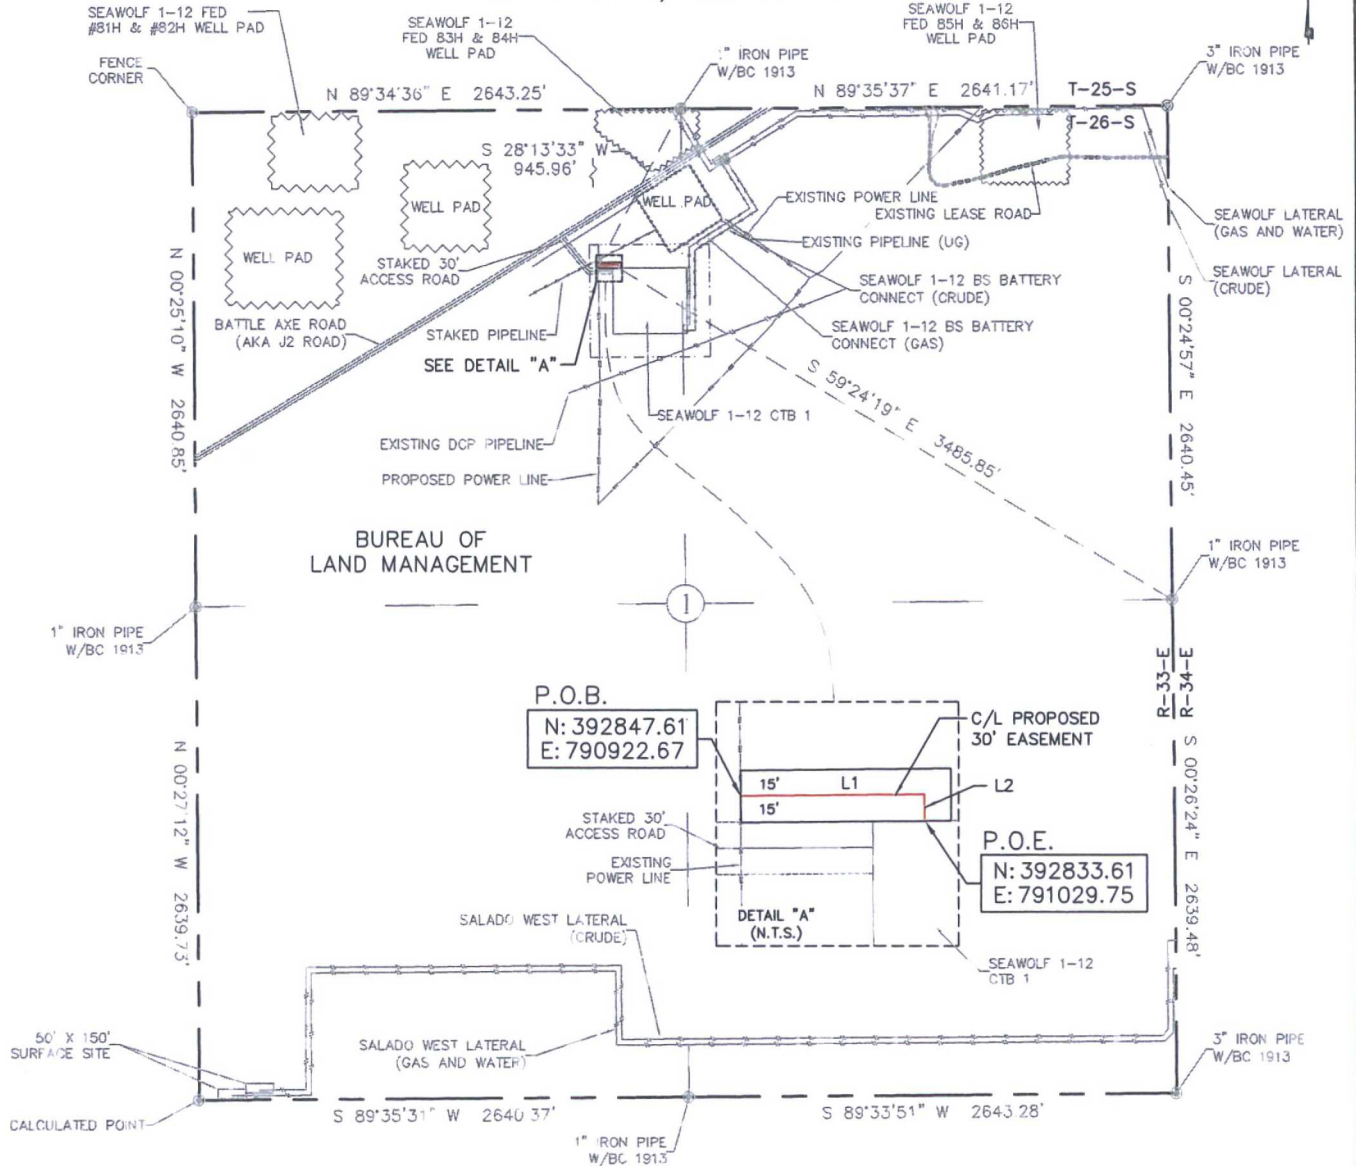 SEAWOLF 1-12 FED
#81H & #82H WELL PAD
SEAWOLF 1-12
FED 83H & 84H
WELL PAD
SEAWOLF 1-12
FED 85H & 86H
WELL PAD
FENCE
CORNER
1" IRON PIPE
W/BC 1913
3" IRON PIPE
W/BC 1913
N 89°34'36" E 2643.25'
N 89°35'37" E 2641.17'
T-25-S
T-26-S
S 28°13'33" W
945.96'
WELL PAD
WELL PAD
WELL PAD
EXISTING POWER LINE
EXISTING LEASE ROAD
EXISTING PIPELINE (UG)
SEAWOLF LATERAL
(GAS AND WATER)
SEAWOLF LATERAL
(CRUDE)
STAKED 30'
ACCESS ROAD
SEAWOLF 1-12 BS BATTERY
CONNECT (CRUDE)
SEAWOLF 1-12 BS BATTERY
CONNECT (GAS)
BATTLE AXE ROAD
(AKA J2 ROAD)
STAKED PIPELINE
SEE DETAIL "A"
N 00°25'10" W 2640.85'
S 00°24'57" E 2640.45'
S 59°24'19" E 3485.85'
SEAWOLF 1-12 CTB 1
EXISTING DCP PIPELINE
PROPOSED POWER LINE
BUREAU OF
LAND MANAGEMENT
1" IRON PIPE
W/BC 1913
1
1" IRON PIPE
W/BC 1913
R-33-E
R-34-E
P.O.B.
N: 392847.61
E: 790922.67
C/L PROPOSED
30' EASEMENT
15'
L1
15'
L2
STAKED 30'
ACCESS ROAD
EXISTING
POWER LINE
P.O.E.
N: 392833.61
E: 791029.75
DETAIL "A"
(N.T.S.)
SEAWOLF 1-12
CTB 1
N 00°27'12" W 2639.73'
S 00°26'24" E 2639.48'
SALADO WEST LATERAL
(CRUDE)
SALADO WEST LATERAL
(GAS AND WATER)
50' X 150'
SURFACE SITE
3" IRON PIPE
W/BC 1913
CALCULATED POINT
S 89°35'31" W 2640.37'
S 89°33'51" W 2643.28'
1" IRON PIPE
W/BC 1913